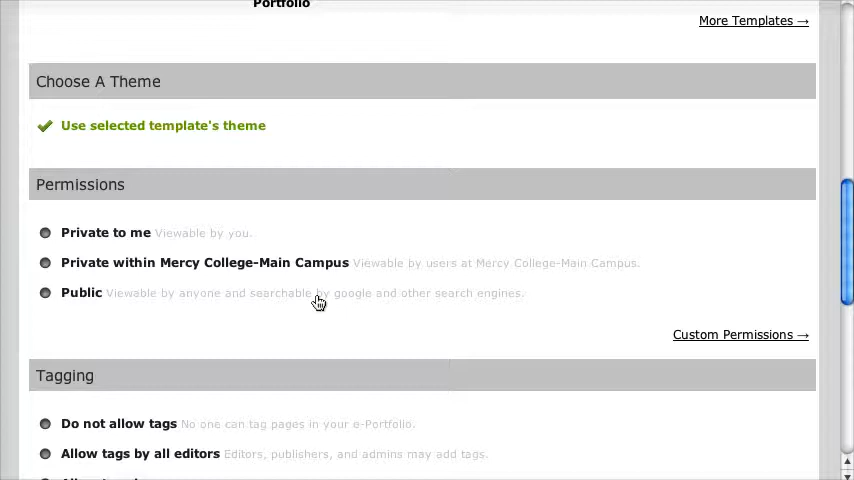 Portfolio
More Templates →
Choose A Theme
Use selected template's theme
Permissions
Private to me Viewable by you.
Private within Mercy College-Main Campus Viewable by users at Mercy College-Main Campus.
Public Viewable by anyone and searchable by google and other search engines.
Custom Permissions →
Tagging
Do not allow tags No one can tag pages in your e-Portfolio.
Allow tags by all editors Editors, publishers, and admins may add tags.